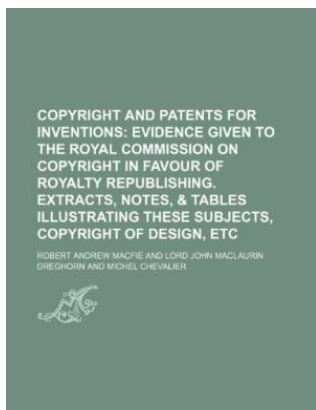 COPYRIGHT AND PATENTS FOR
INVENTIONS: EVIDENCE GIVEN TO
THE ROYAL COMMISSION ON
COPYRIGHT IN FAVOUR OF
ROYALTY REPUBLISHING.
EXTRACTS, NOTES, & TABLES
ILLUSTRATING THESE SUBJECTS,
COPYRIGHT OF DESIGN, ETC
ROBERT ANDREW MACFIE AND LORD JOHN MACLAURIN
DREGHORN AND MICHEL CHEVALIER